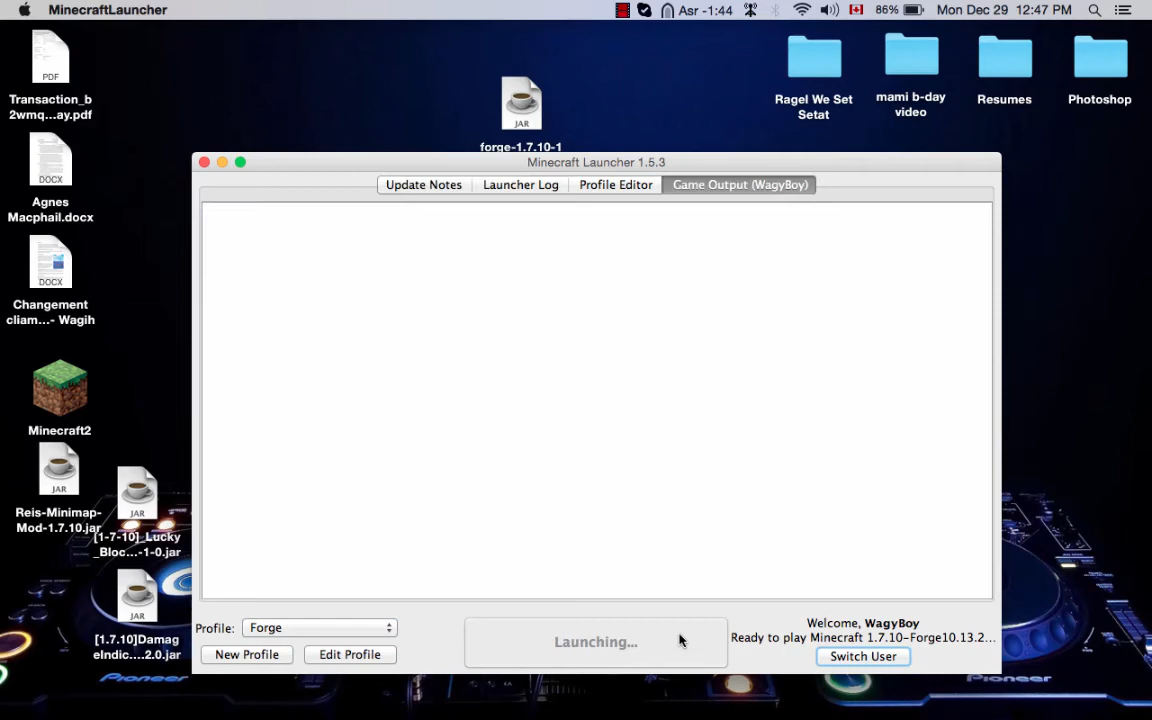 MinecraftLauncher
Asr -1:44
86%
Mon Dec 29 12:47 PM
PDF
Transaction_b
2wmq...ay.pdf
JAR
forge-1.7.10-1
Ragel We Set
Setat
mami b-day
video
Resumes
Photoshop
DOCX
Agnes
Macphail.docx
DOCX
Changement
cliam...- Wagih
Minecraft2
JAR
Reis-Minimap-
Mod-1.7.10.jar
JAR
[1-7-10]_Lucky
_Bloc...-1-0.jar
JAR
[1.7.10]Damag
eIndic...2.0.jar
Minecraft Launcher 1.5.3
Update Notes
Launcher Log
Profile Editor
Game Output (WagyBoy)
Profile:
Forge
New Profile
Edit Profile
Launching...
Welcome, WagyBoy
Ready to play Minecraft 1.7.10-Forge10.13.2...
Switch User
Pioneer
Pioneer